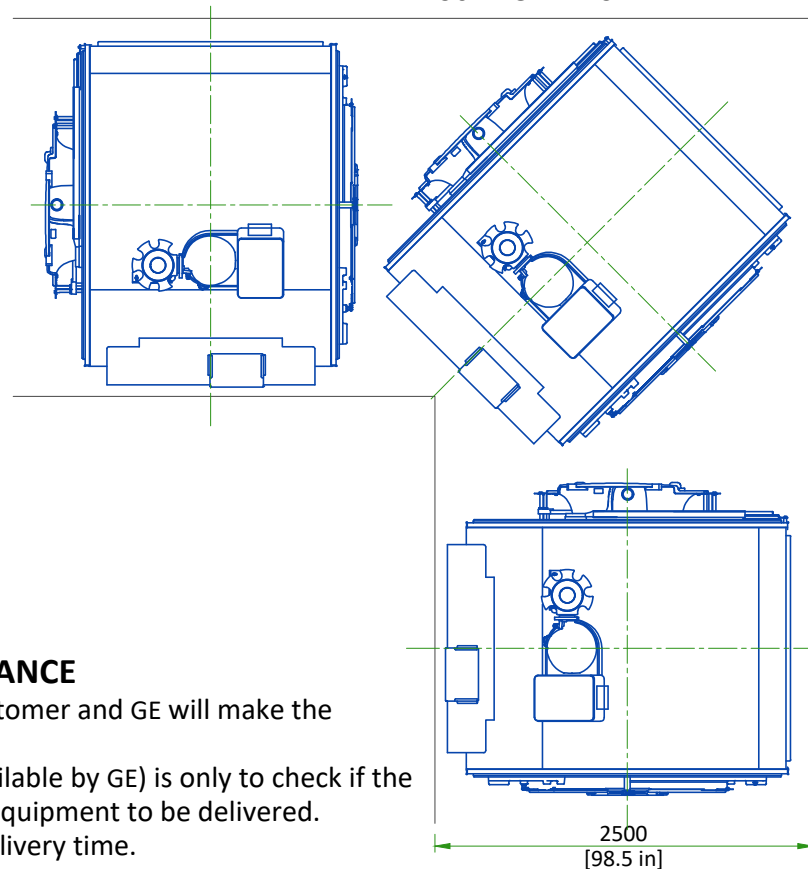 ANCE
tomer and GE will make the
ilable by GE) is only to check if the
quipment to be delivered.
livery time.
2500
[98.5 in]